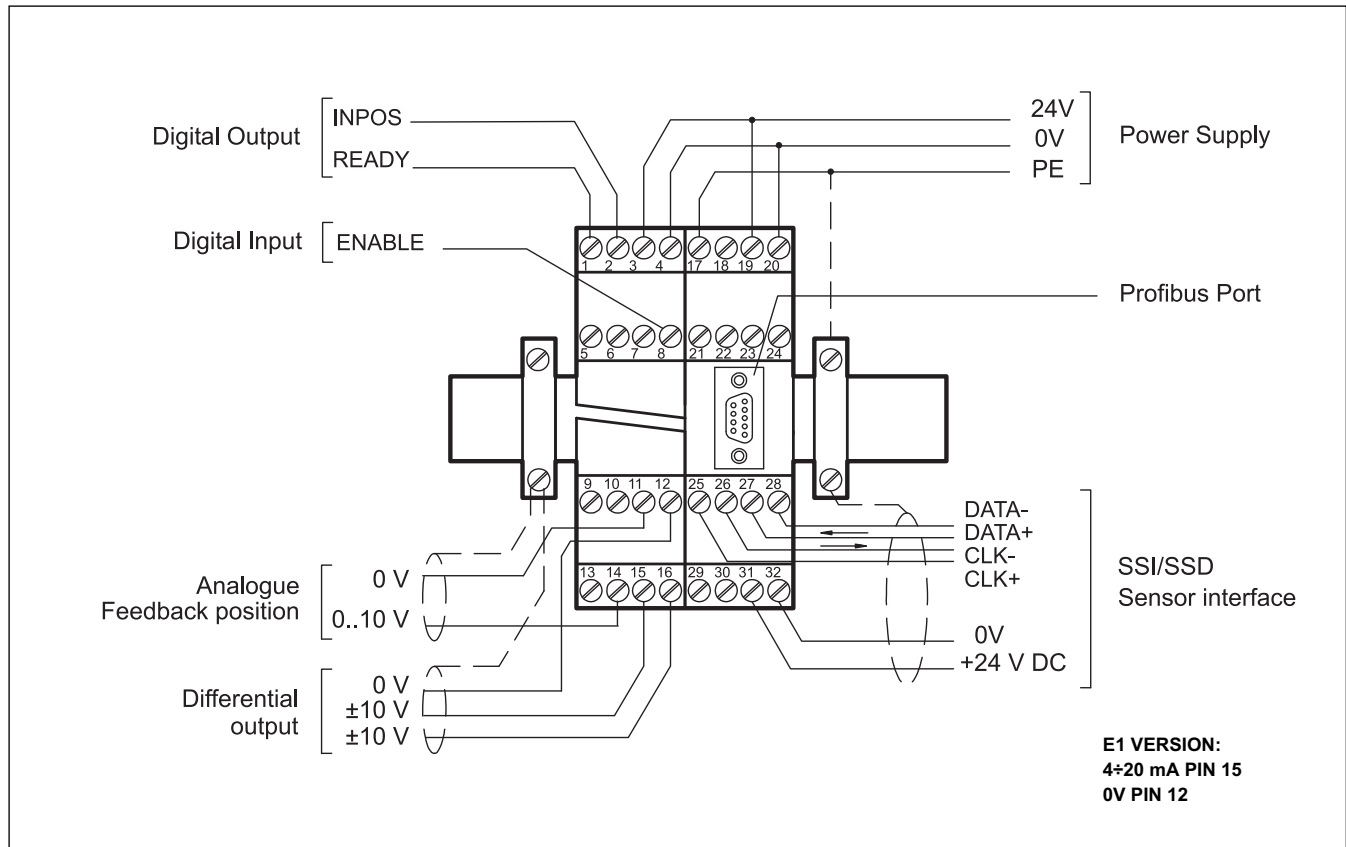 Digital Output
INPOS
READY
Digital Input
ENABLE
24V
0V
PE
Power Supply
Profibus Port
1 2 3 4 17 18 19 20
5 6 7 8 21 22 23 24
9 10 11 12 25 26 27 28
13 14 15 16 29 30 31 32
Analogue
Feedback position
0 V
0..10 V
Differential
output
0 V
±10 V
±10 V
DATA-
DATA+
CLK-
CLK+
0V
+24 V DC
SSI/SSD
Sensor interface
E1 VERSION:
4÷20 mA PIN 15
0V PIN 12